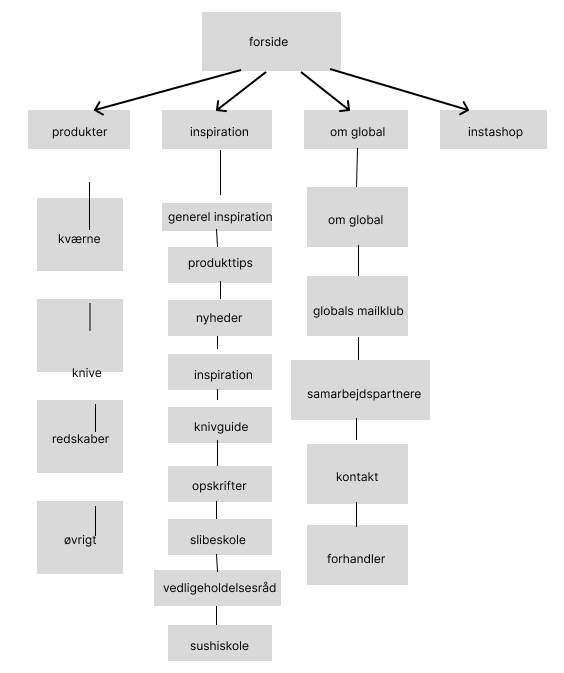 forside
produkter
inspiration
om global
instashop
kværne
knive
redskaber
øvrigt
generel inspiration
produkttips
nyheder
inspiration
knivguide
opskrifter
slibeskole
vedligeholdelsesråd
sushiskole
om global
globals mailklub
samarbejdspartnere
kontakt
forhandler